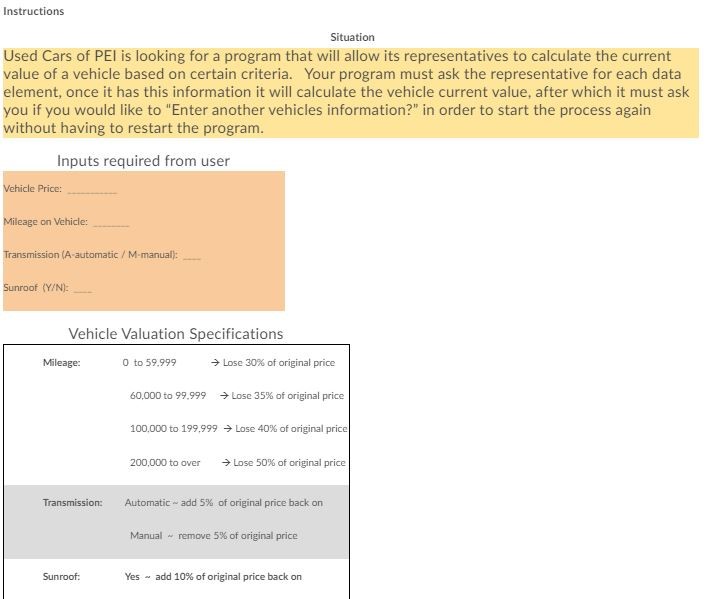 Instructions
Situation
Used Cars of PEI is looking for a program that will allow its representatives to calculate the current
value of a vehicle based on certain criteria. Your program must ask the representative for each data
element, once it has this information it will calculate the vehicle current value, after which it must ask
you if you would like to “Enter another vehicles information?” in order to start the process again
without having to restart the program.
Inputs required from user
Vehicle Price: ___________
Mileage on Vehicle: ________
Transmission (A-automatic / M-manual): ____
Sunroof (Y/N): ____
Vehicle Valuation Specifications
Mileage: 0 to 59,999 → Lose 30% of original price
60,000 to 99,999 → Lose 35% of original price
100,000 to 199,999 → Lose 40% of original price
200,000 to over → Lose 50% of original price
Transmission: Automatic ~ add 5% of original price back on
Manual ~ remove 5% of original price
Sunroof: Yes ~ add 10% of original price back on